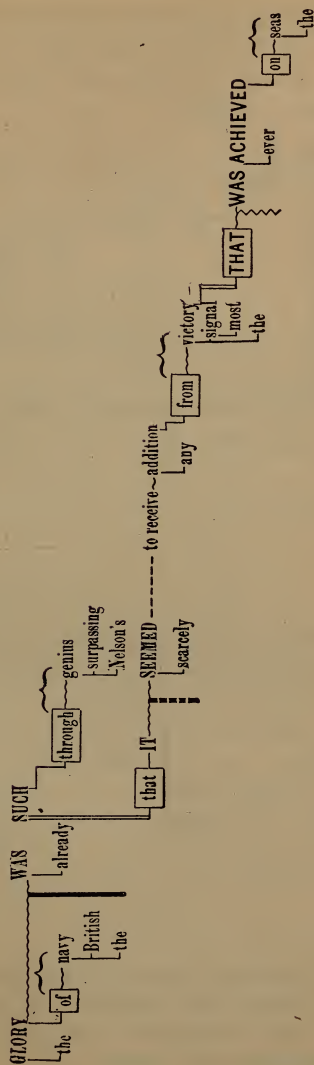 GLORY
the
of
navy
British
the
WAS
already
SUCH
through
genius
surpassing
Nelson's
that
IT
SEEMED
scarcely
to receive
addition
any
from
victory
signal
most
the
THAT
WAS ACHIEVED
ever
on
seas
the